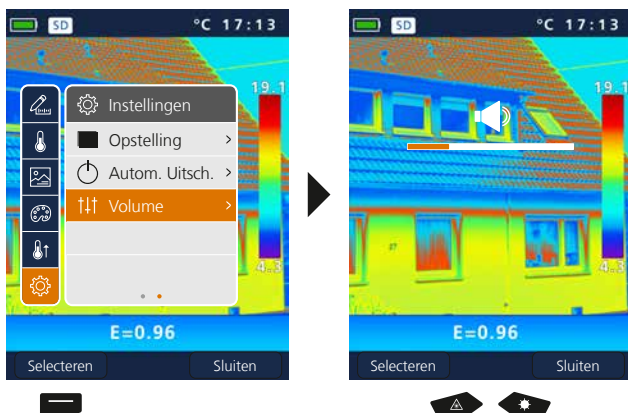 SD °C 17:13
19.1
Instellingen
Opstelling >
Autom. Uitsch. >
Volume >
4.3
E=0.96
Selecteren Sluiten
SD °C 17:13
19.1
27
4.3
E=0.96
Selecteren Sluiten